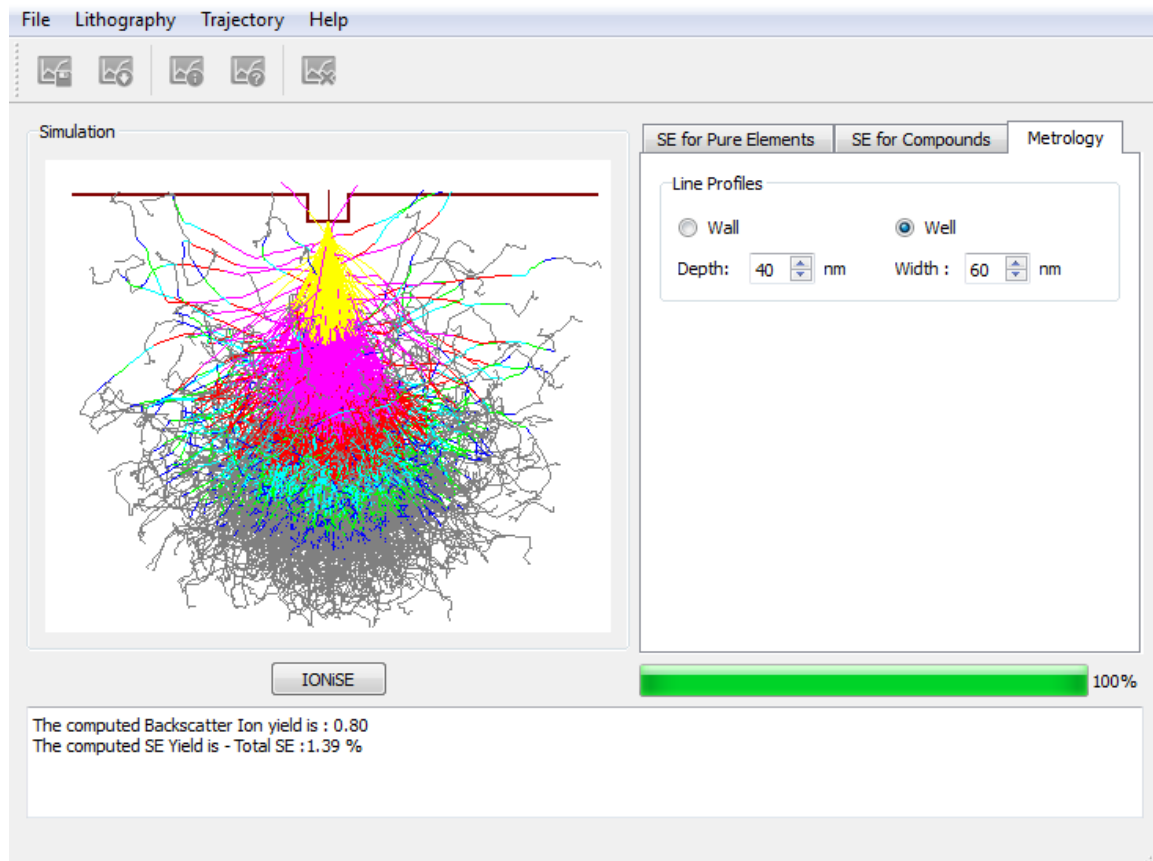 File Lithography Trajectory Help
Simulation
SE for Pure Elements SE for Compounds Metrology
Line Profiles
Wall Well
Depth: 40 nm Width : 60 nm
IONiSE
100%
The computed Backscatter Ion yield is : 0.80
The computed SE Yield is - Total SE :1.39 %